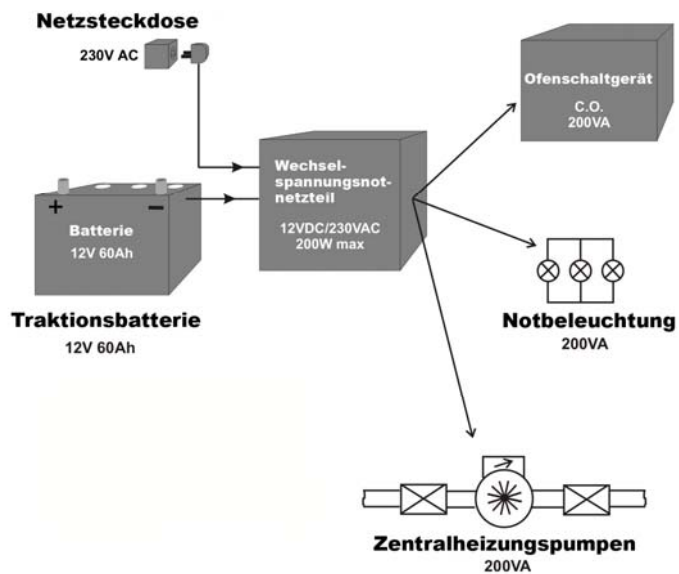 Netzsteckdose
230V AC
Ofenschaltgerät
C.O.
200VA
Wechsel-
spannungsnot-
netzteil
12VDC/230VAC
200W max
+ −
Batterie
12V 60Ah
Traktionsbatterie
12V 60Ah
Notbeleuchtung
200VA
Zentralheizungspumpen
200VA